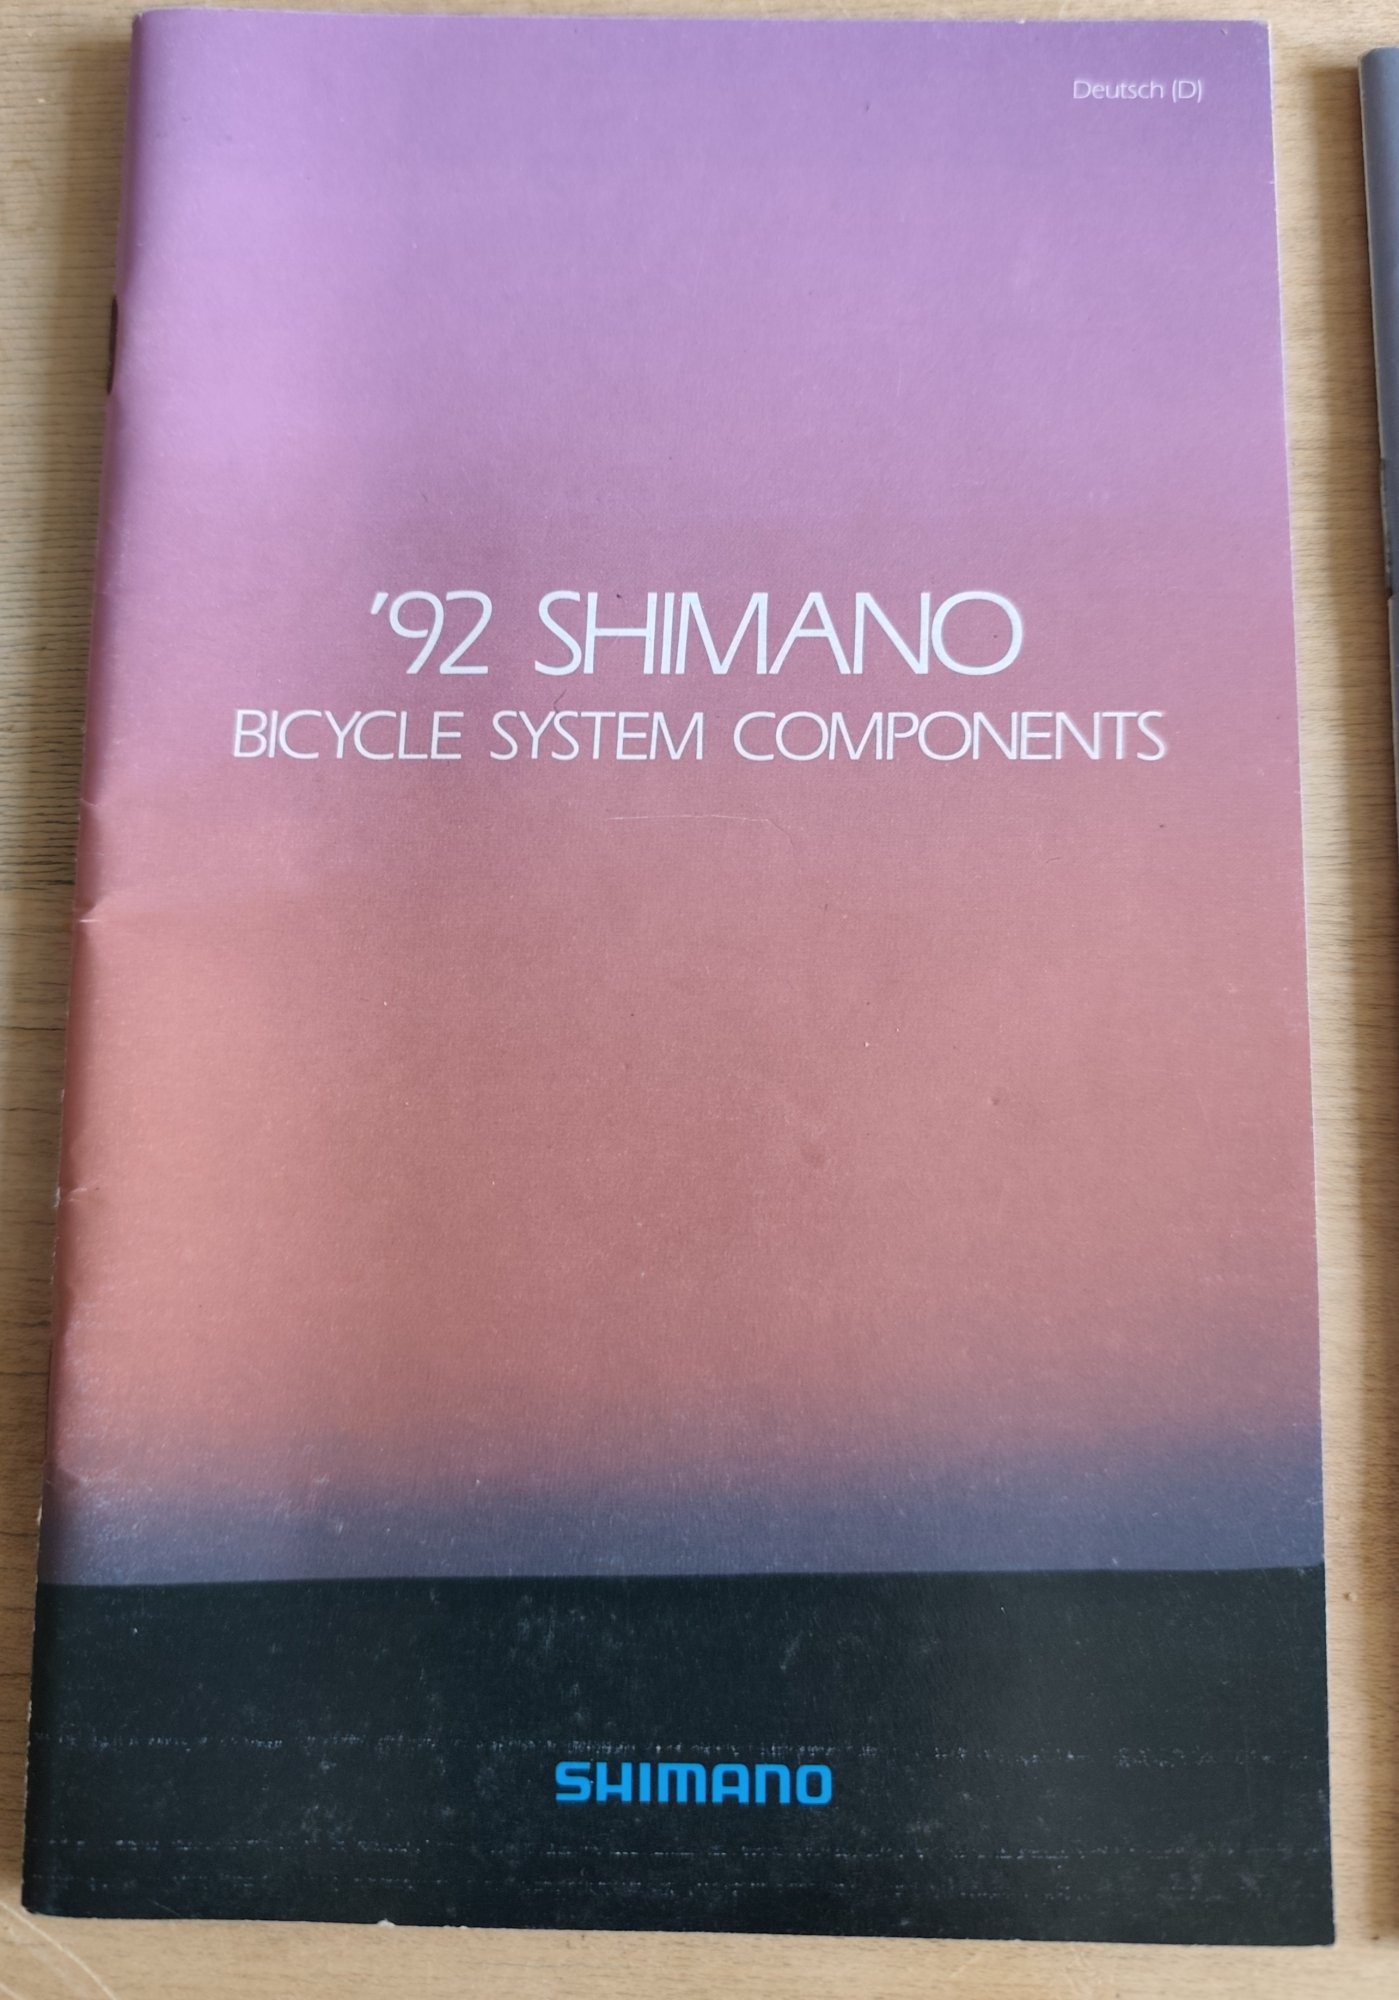 Deutsch (D)
'92 SHIMANO
BICYCLE SYSTEM COMPONENTS
SHIMANO